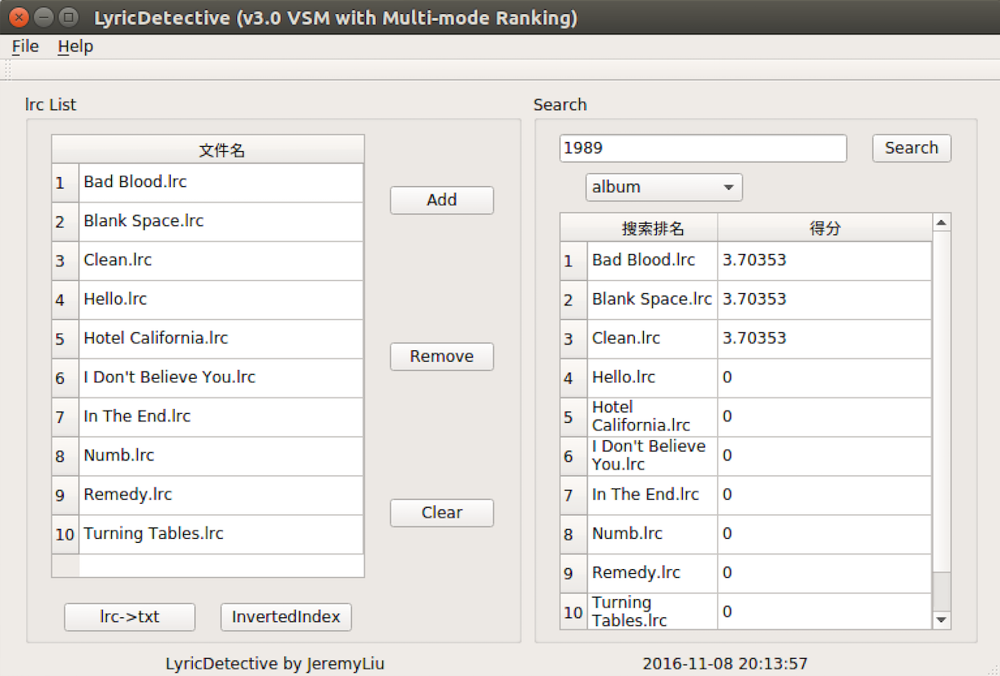 LyricDetective (v3.0 VSM with Multi-mode Ranking)
File Help
lrc List
文件名
1 Bad Blood.lrc
2 Blank Space.lrc
3 Clean.lrc
4 Hello.lrc
5 Hotel California.lrc
6 I Don't Believe You.lrc
7 In The End.lrc
8 Numb.lrc
9 Remedy.lrc
10 Turning Tables.lrc
Add
Remove
Clear
lrc->txt InvertedIndex
Search
1989 Search
album
搜索排名 得分
1 Bad Blood.lrc 3.70353
2 Blank Space.lrc 3.70353
3 Clean.lrc 3.70353
4 Hello.lrc 0
5 Hotel
California.lrc 0
6 I Don't Believe
You.lrc 0
7 In The End.lrc 0
8 Numb.lrc 0
9 Remedy.lrc 0
10 Turning
Tables.lrc 0
LyricDetective by JeremyLiu 2016-11-08 20:13:57